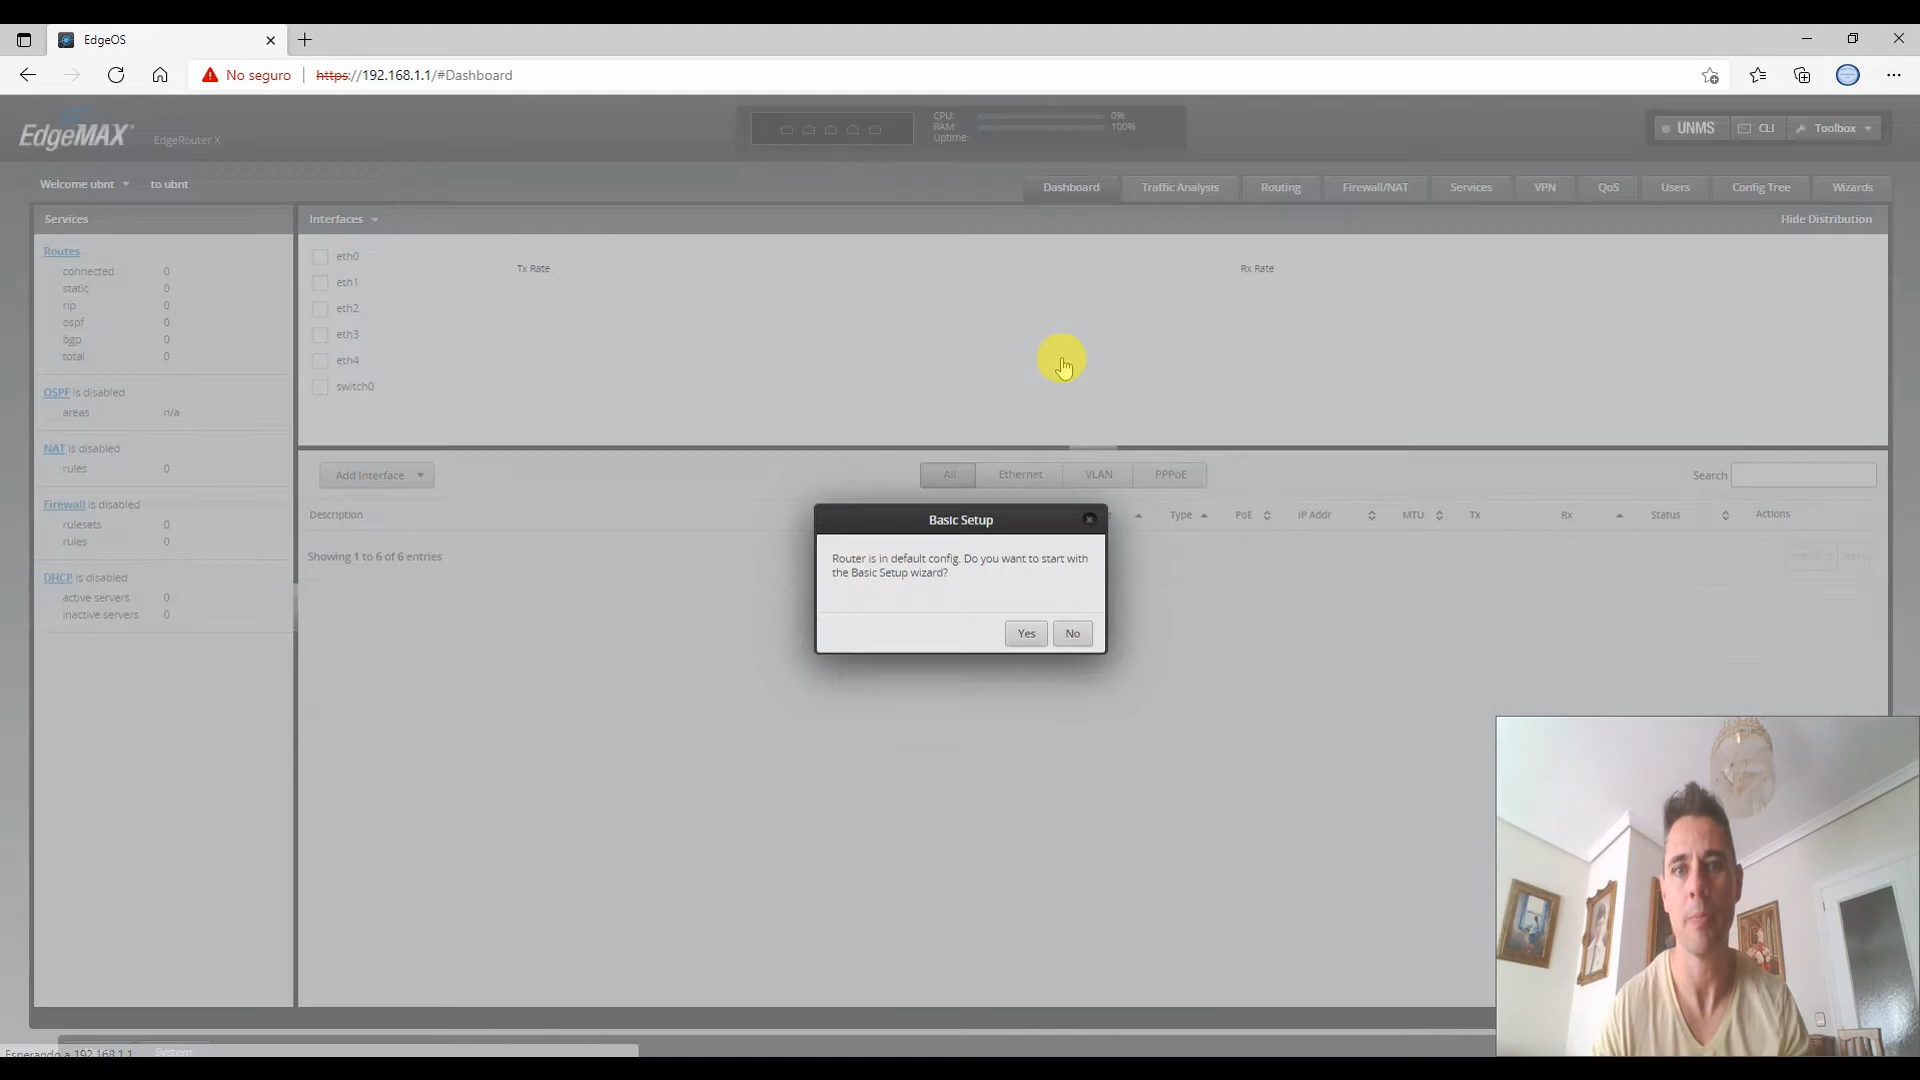 EdgeOS
No seguro
https://192.168.1.1/#Dashboard
EdgeMAX
EdgeRouter X
CPU:
0%
RAM:
100%
Uptime:
UNMS
CLI
Toolbox
Welcome ubnt
to ubnt
Dashboard
Traffic Analysis
Routing
Firewall/NAT
Services
VPN
QoS
Users
Config Tree
Wizards
Services
Interfaces
Hide Distribution
Routes
connected 0
static 0
rip 0
ospf 0
bgp 0
total 0
OSPF is disabled
areas n/a
NAT is disabled
rules 0
Firewall is disabled
rulesets 0
rules 0
DHCP is disabled
active servers 0
inactive servers 0
eth0
eth1
eth2
eth3
eth4
switch0
Tx Rate
Rx Rate
Add Interface
All
Ethernet
VLAN
PPPoE
Search
Description
Type
PoE
IP Addr
MTU
Tx
Rx
Status
Actions
Showing 1 to 6 of 6 entries
Basic Setup
Router is in default config. Do you want to start with
the Basic Setup wizard?
Yes
No
Esperando a 192.168.1.1
System